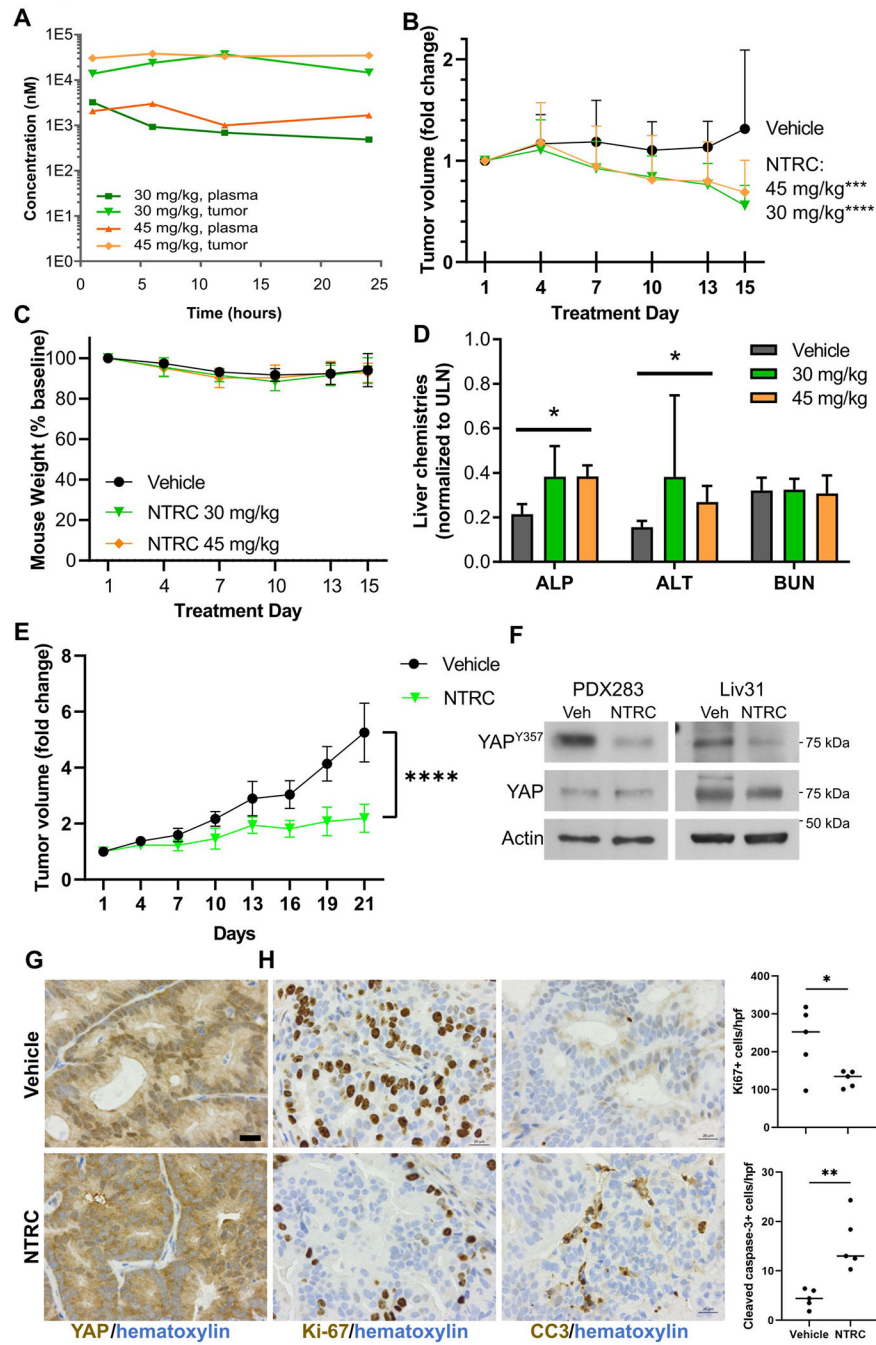 A
1E5
1E4
1E3
1E2
1E1
1E0
Concentration (nM)
30 mg/kg, plasma
30 mg/kg, tumor
45 mg/kg, plasma
45 mg/kg, tumor
0 5 10 15 20 25
Time (hours)
B
Tumor volume (fold change)
2
1
0
1 4 7 10 13 15
Treatment Day
Vehicle
NTRC:
45 mg/kg***
30 mg/kg****
C
Mouse Weight (% baseline)
100
80
60
40
20
0
Vehicle
NTRC 30 mg/kg
NTRC 45 mg/kg
1 4 7 10 13 15
Treatment Day
D
Liver chemistries
(normalized to ULN)
1.0
0.8
0.6
0.4
0.2
0.0
* *
Vehicle
30 mg/kg
45 mg/kg
ALP ALT BUN
E
Tumor volume (fold change)
8
6
4
2
0
Vehicle
NTRC
****
1 4 7 10 13 16 19 21
Days
F
PDX283 Liv31
Veh NTRC Veh NTRC
YAPY357
- 75 kDa
YAP
- 75 kDa
- 50 kDa
Actin
G
H
Vehicle
NTRC
20 μm
20 μm
20 μm
YAP/hematoxylin
Ki-67/hematoxylin
CC3/hematoxylin
Ki67+ cells/hpf
400
300
200
100
0
*
Cleaved caspase-3+ cells/hpf
30
20
10
0
**
Vehicle NTRC